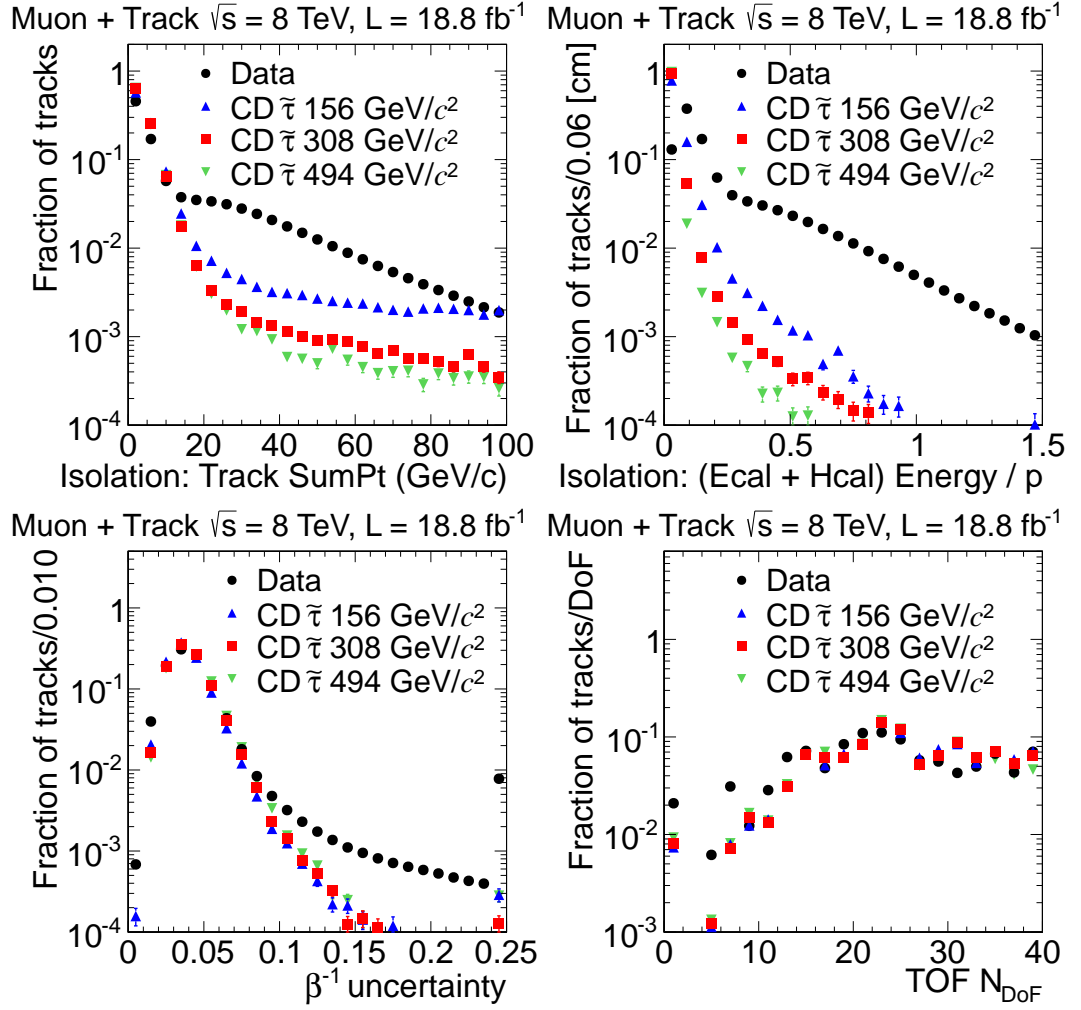 Muon + Track √s = 8 TeV, L = 18.8 fb⁻¹
Fraction of tracks
1
10⁻¹
10⁻²
10⁻³
10⁻⁴
Data
CD τ̃ 156 GeV/c²
CD τ̃ 308 GeV/c²
CD τ̃ 494 GeV/c²
0 20 40 60 80 100
Isolation: Track SumPt (GeV/c)
Muon + Track √s = 8 TeV, L = 18.8 fb⁻¹
Fraction of tracks/0.06 [cm]
1
10⁻¹
10⁻²
10⁻³
10⁻⁴
Data
CD τ̃ 156 GeV/c²
CD τ̃ 308 GeV/c²
CD τ̃ 494 GeV/c²
0 0.5 1 1.5
Isolation: (Ecal + Hcal) Energy / p
Muon + Track √s = 8 TeV, L = 18.8 fb⁻¹
Fraction of tracks/0.010
1
10⁻¹
10⁻²
10⁻³
10⁻⁴
Data
CD τ̃ 156 GeV/c²
CD τ̃ 308 GeV/c²
CD τ̃ 494 GeV/c²
0 0.05 0.1 0.15 0.2 0.25
β⁻¹ uncertainty
Muon + Track √s = 8 TeV, L = 18.8 fb⁻¹
Fraction of tracks/DoF
1
10⁻¹
10⁻²
10⁻³
Data
CD τ̃ 156 GeV/c²
CD τ̃ 308 GeV/c²
CD τ̃ 494 GeV/c²
0 10 20 30 40
TOF N_DoF